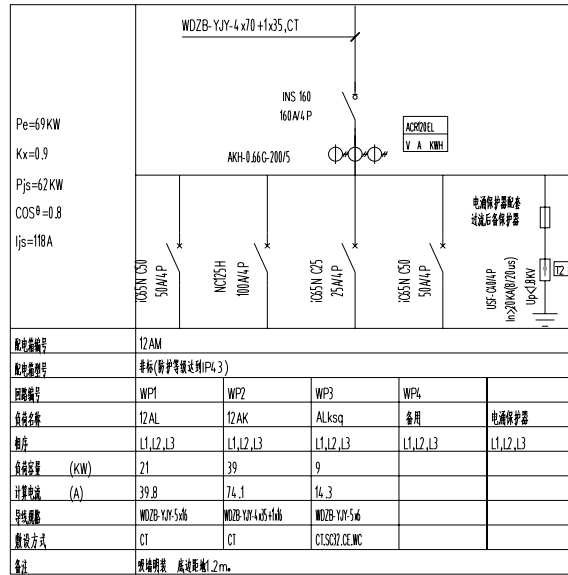 WDZB-YJY-4x70+1x35,CT
INS 160
160A/4P
ACR120EL
V A KWH
AKH-0.66G-200/5
Pe=69KW
Kx=0.9
Pjs=62KW
COSθ=0.8
Ijs=118A
iC65N C50
50A/4P
NC125H
100A/4P
iC65N C25
25A/4P
iC65N C50
50A/4P
电涌保护器配套
过流后备保护器
USF-C40/4P
In≥20KA(8/20us)
Up<1.8KV
T2
配电箱编号 12AM
配电箱型号 非标(防护等级达到IP43)
回路编号 WP1 WP2 WP3 WP4
负荷名称 12AL 12AK ALksq 备用 电涌保护器
相序 L1,L2,L3 L1,L2,L3 L1,L2,L3 L1,L2,L3 L1,L2,L3
负荷容量 (KW) 21 39 9
计算电流 (A) 39.8 74.1 14.3
导线规格 WDZB-YJY-5x16 WDZB-YJY-4x35+1x16 WDZB-YJY-5x6
敷设方式 CT CT CT,SC32,CE,WC
备注 吸墙明装 底边距地1.2m。